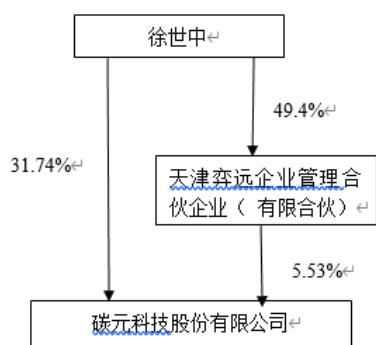 徐世中
49.4%
31.74%
天津弈远企业管理合
伙企业（ 有限合伙）
5.53%
碳元科技股份有限公司